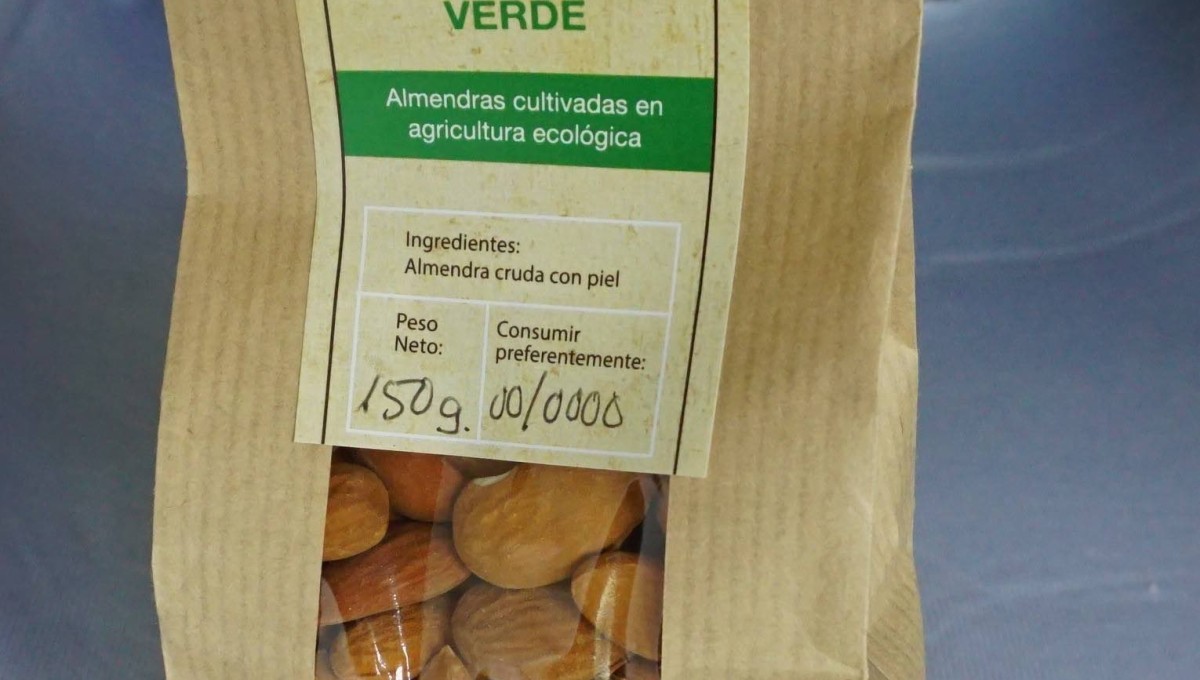 VERDE
Almendras cultivadas en
agricultura ecológica
Ingredientes:
Almendra cruda con piel
Peso
Neto:
150g.
Consumir
preferentemente:
00/0000